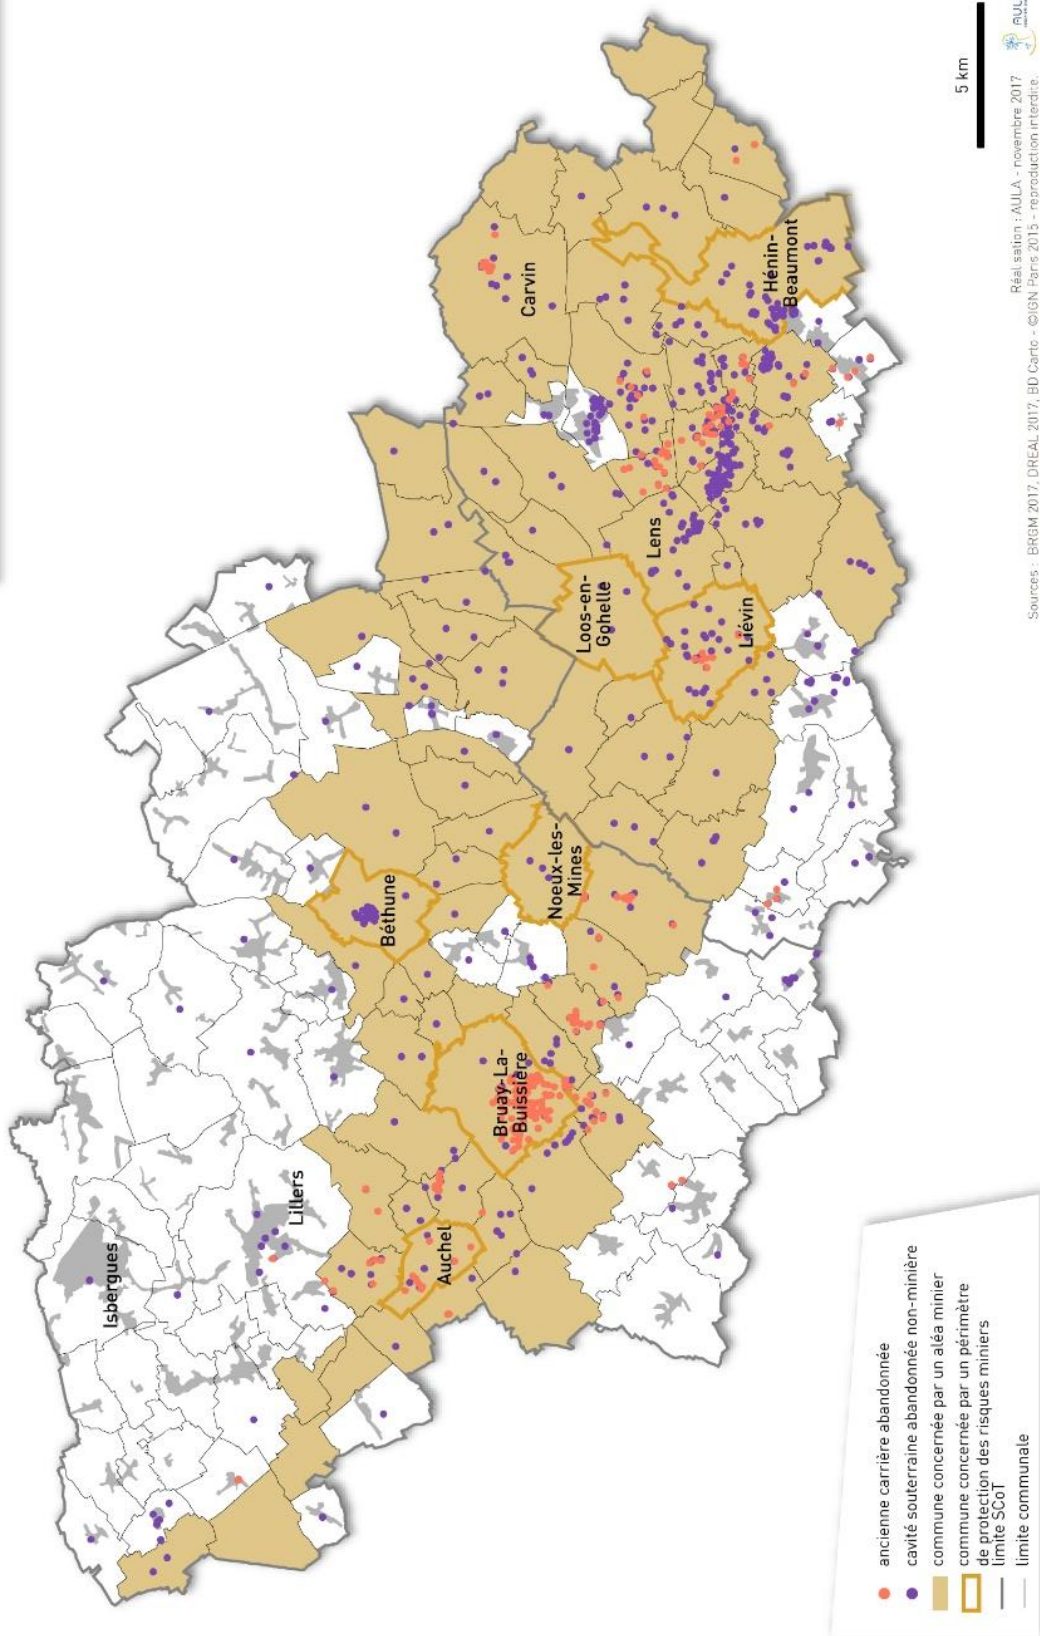 Isbergues
Lillers
Béthune
Auchel
Bruay-La-
Buissière
Noeux-les-
Mines
Loos-en-
Gohelle
Lens
Liévin
Carvin
Hénin-
Beaumont
ancienne carrière abandonnée
cavité souterraine abandonnée non-minière
commune concernée par un aléa minier
commune concernée par un périmètre
de protection des risques miniers
limite SCoT
limite communale
5 km
Réalisation : AULA - novembre 2017
Sources : BRGM 2017, DREAL 2017, BD Carto - ©IGN Paris 2015 - reproduction interdite.